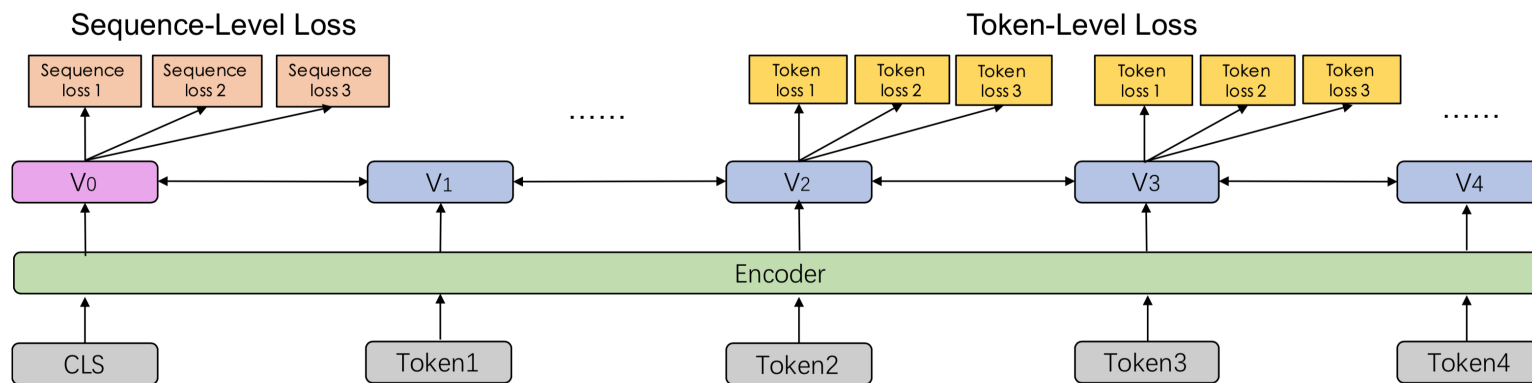 Sequence-Level Loss
Token-Level Loss
Sequence
loss 1
Sequence
loss 2
Sequence
loss 3
......
Token
loss 1
Token
loss 2
Token
loss 3
Token
loss 1
Token
loss 2
Token
loss 3
......
V0
V1
V2
V3
V4
Encoder
CLS
Token1
Token2
Token3
Token4